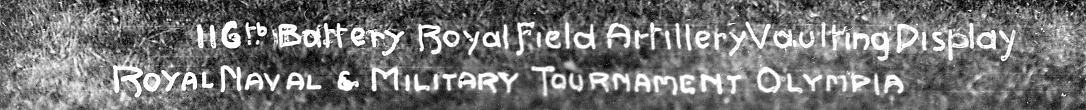 116th Battery Royal Field Artillery Vaulting Display
Royal Naval & Military Tournament Olympia